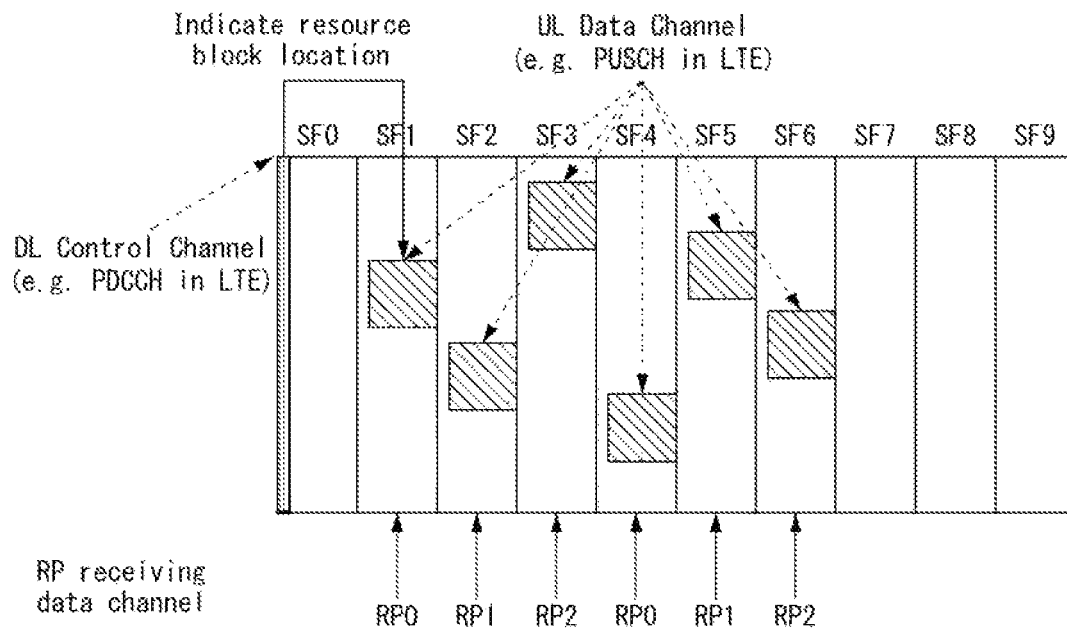 Indicate resource
block location
UL Data Channel
(e.g. PUSCH in LTE)
SF0 SF1 SF2 SF3 SF4 SF5 SF6 SF7 SF8 SF9
DL Control Channel
(e.g. PDCCH in LTE)
RP receiving
data channel
RP0 RP1 RP2 RP0 RP1 RP2